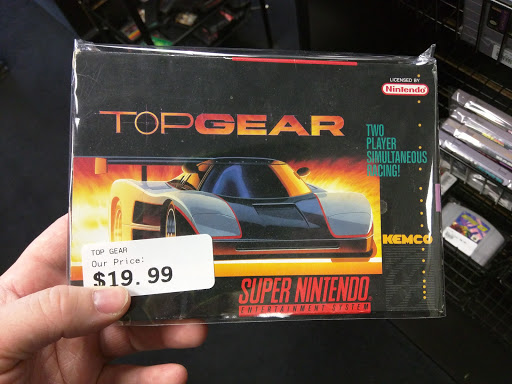 LICENSED BY
Nintendo
TOP GEAR
TWO
PLAYER
SIMULTANEOUS
RACING!
KEMCO
TOP GEAR
Our Price:
$19.99
SUPER NINTENDO
ENTERTAINMENT SYSTEM